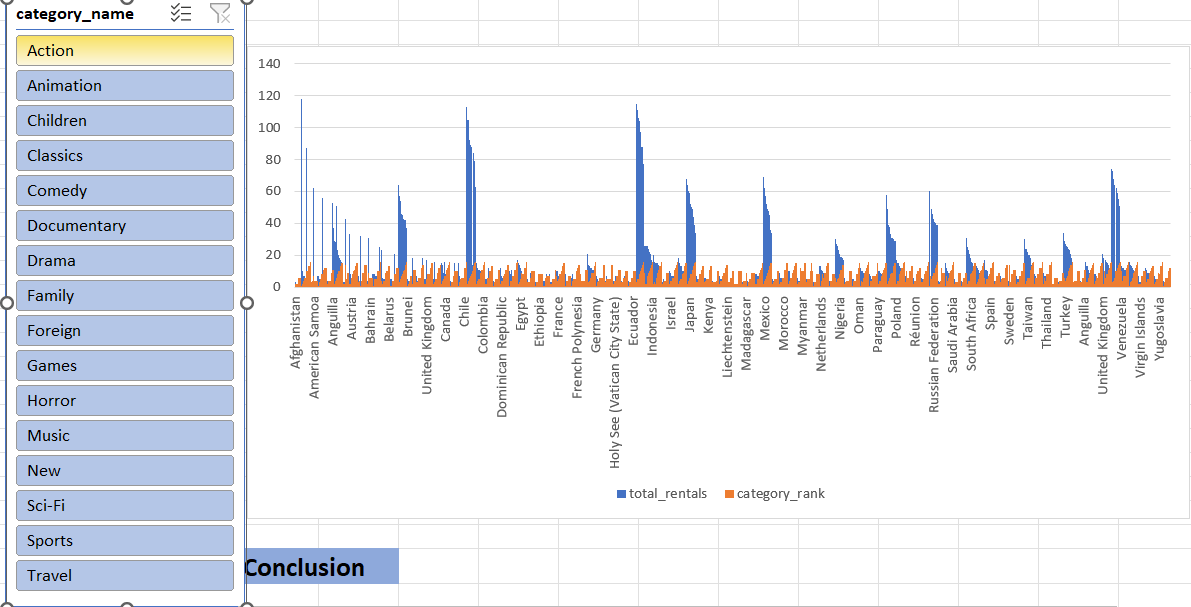 category_name
Action
Animation
Children
Classics
Comedy
Documentary
Drama
Family
Foreign
Games
Horror
Music
New
Sci-Fi
Sports
Travel
140
120
100
80
60
40
20
0
Afghanistan
American Samoa
Anguilla
Austria
Bahrain
Belarus
Brunei
United Kingdom
Canada
Chile
Colombia
Dominican Republic
Egypt
Ethiopia
France
French Polynesia
Germany
Holy See (Vatican City State)
Ecuador
Indonesia
Israel
Japan
Kenya
Liechtenstein
Madagascar
Mexico
Morocco
Myanmar
Netherlands
Nigeria
Oman
Paraguay
Poland
Réunion
Russian Federation
Saudi Arabia
South Africa
Spain
Sweden
Taiwan
Thailand
Turkey
Anguilla
United Kingdom
Venezuela
Virgin Islands
Yugoslavia
total_rentals category_rank
Conclusion